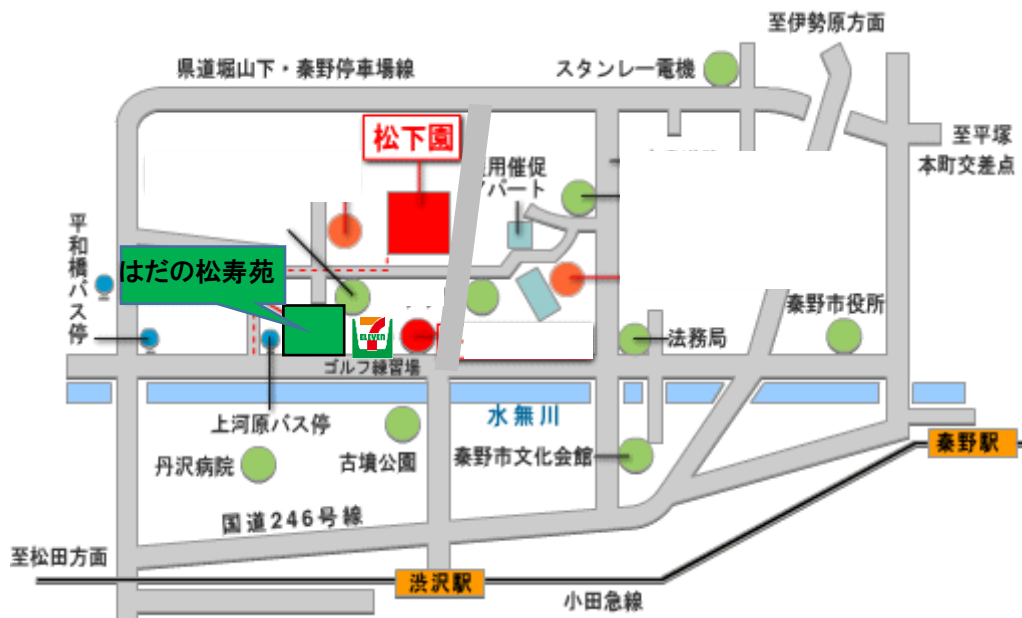 至伊勢原方面
県道堀山下・秦野停車場線
スタンレー電機
松下園
至平塚
本町交差点
用催促
パート
平和橋バス停
はだの松寿苑
秦野市役所
ELEVEN
法務局
ゴルフ練習場
上河原バス停
水無川
丹沢病院
古墳公園
秦野市文化会館
秦野駅
国道246号線
至松田方面
渋沢駅
小田急線